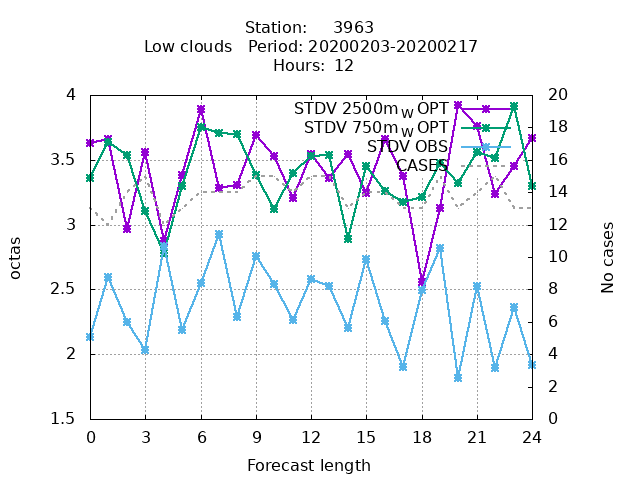 Station: 3963
Low clouds Period: 20200203-20200217
Hours: 12
STDV 2500m_W OPT
STDV 750m_W OPT
STDV OBS
CASES
4
3.5
3
2.5
2
1.5
20
18
16
14
12
10
8
6
4
2
0
octas
No cases
0 3 6 9 12 15 18 21 24
Forecast length